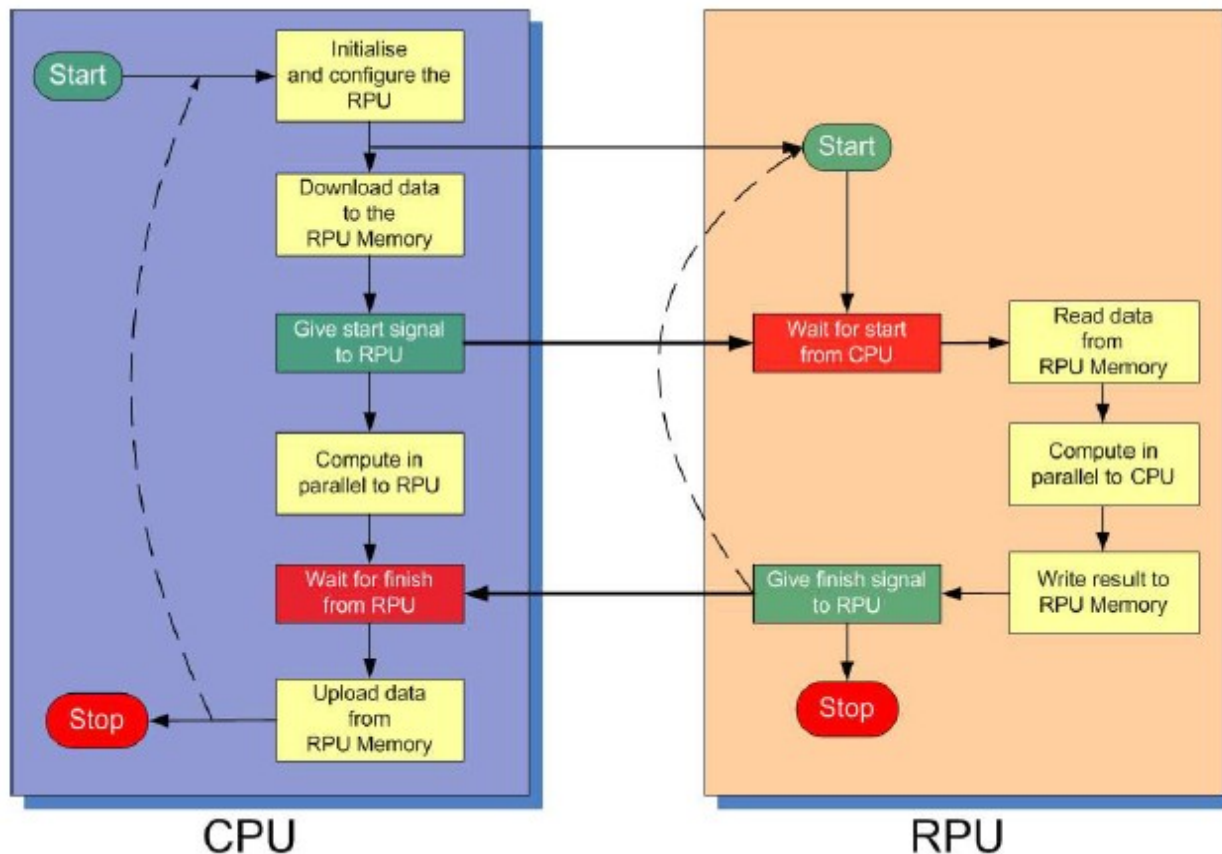 Start
Initialise
and configure the
RPU
Download data
to the
RPU Memory
Give start signal
to RPU
Compute in
parallel to RPU
Wait for finish
from RPU
Upload data
from
RPU Memory
Stop
CPU
Start
Wait for start
from CPU
Read data
from
RPU Memory
Compute in
parallel to CPU
Write result to
RPU Memory
Give finish signal
to RPU
Stop
RPU